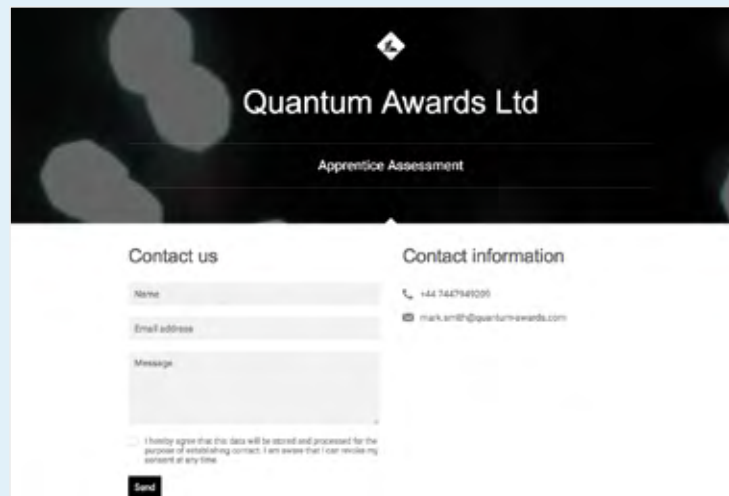 Quantum Awards Ltd
Apprentice Assessment
Contact us
Name
Email address
Message
I hereby agree that this data will be stored and processed for the
purpose of establishing contact. I am aware that I can revoke my
consent at any time.
Send
Contact information
+44 7447949209
mark.smith@quantum-awards.com